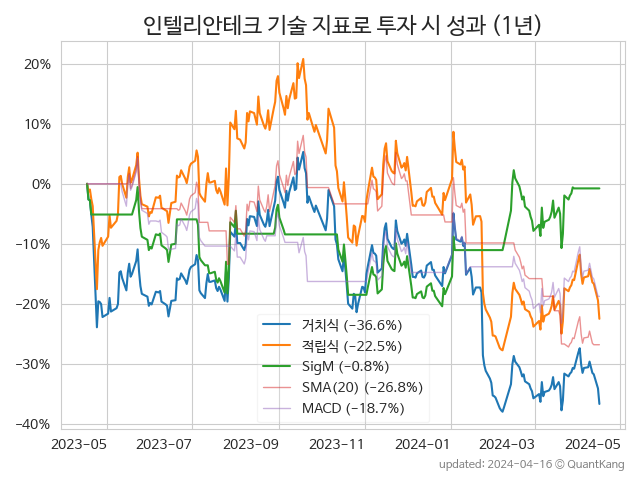 인텔리안테크 기술 지표로 투자 시 성과 (1년)
20%
10%
0%
−10%
−20%
−30%
−40%
거치식 (−36.6%)
적립식 (−22.5%)
SigM (−0.8%)
SMA(20) (−26.8%)
MACD (−18.7%)
2023-05 2023-07 2023-09 2023-11 2024-01 2024-03 2024-05
updated: 2024-04-16 © QuantKang